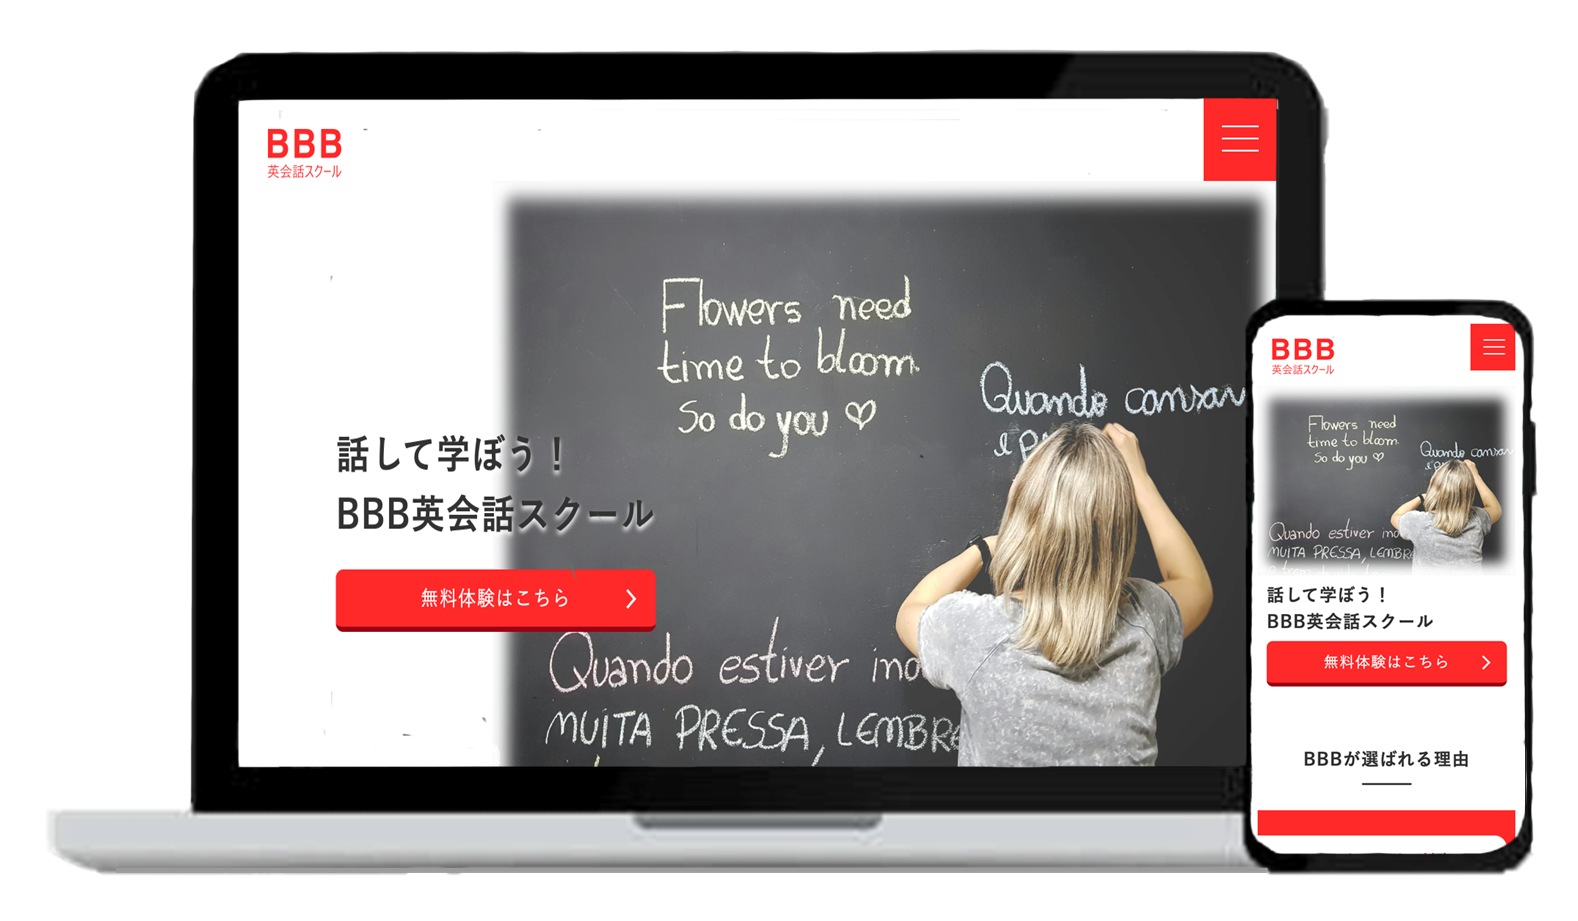 BBB
英会話スクール
Flowers need
time to bloom.
So do you ♡
Quando cansar
話して学ぼう！
BBB英会話スクール
無料体験はこちら
Quando estiver
MUITA PRESSA,
BBB
英会話スクール
Flowers need
time to bloom.
So do you ♡
Quando cansar
Quando estiver
MUITA PRESSA,
話して学ぼう！
BBB英会話スクール
無料体験はこちら
BBBが選ばれる理由